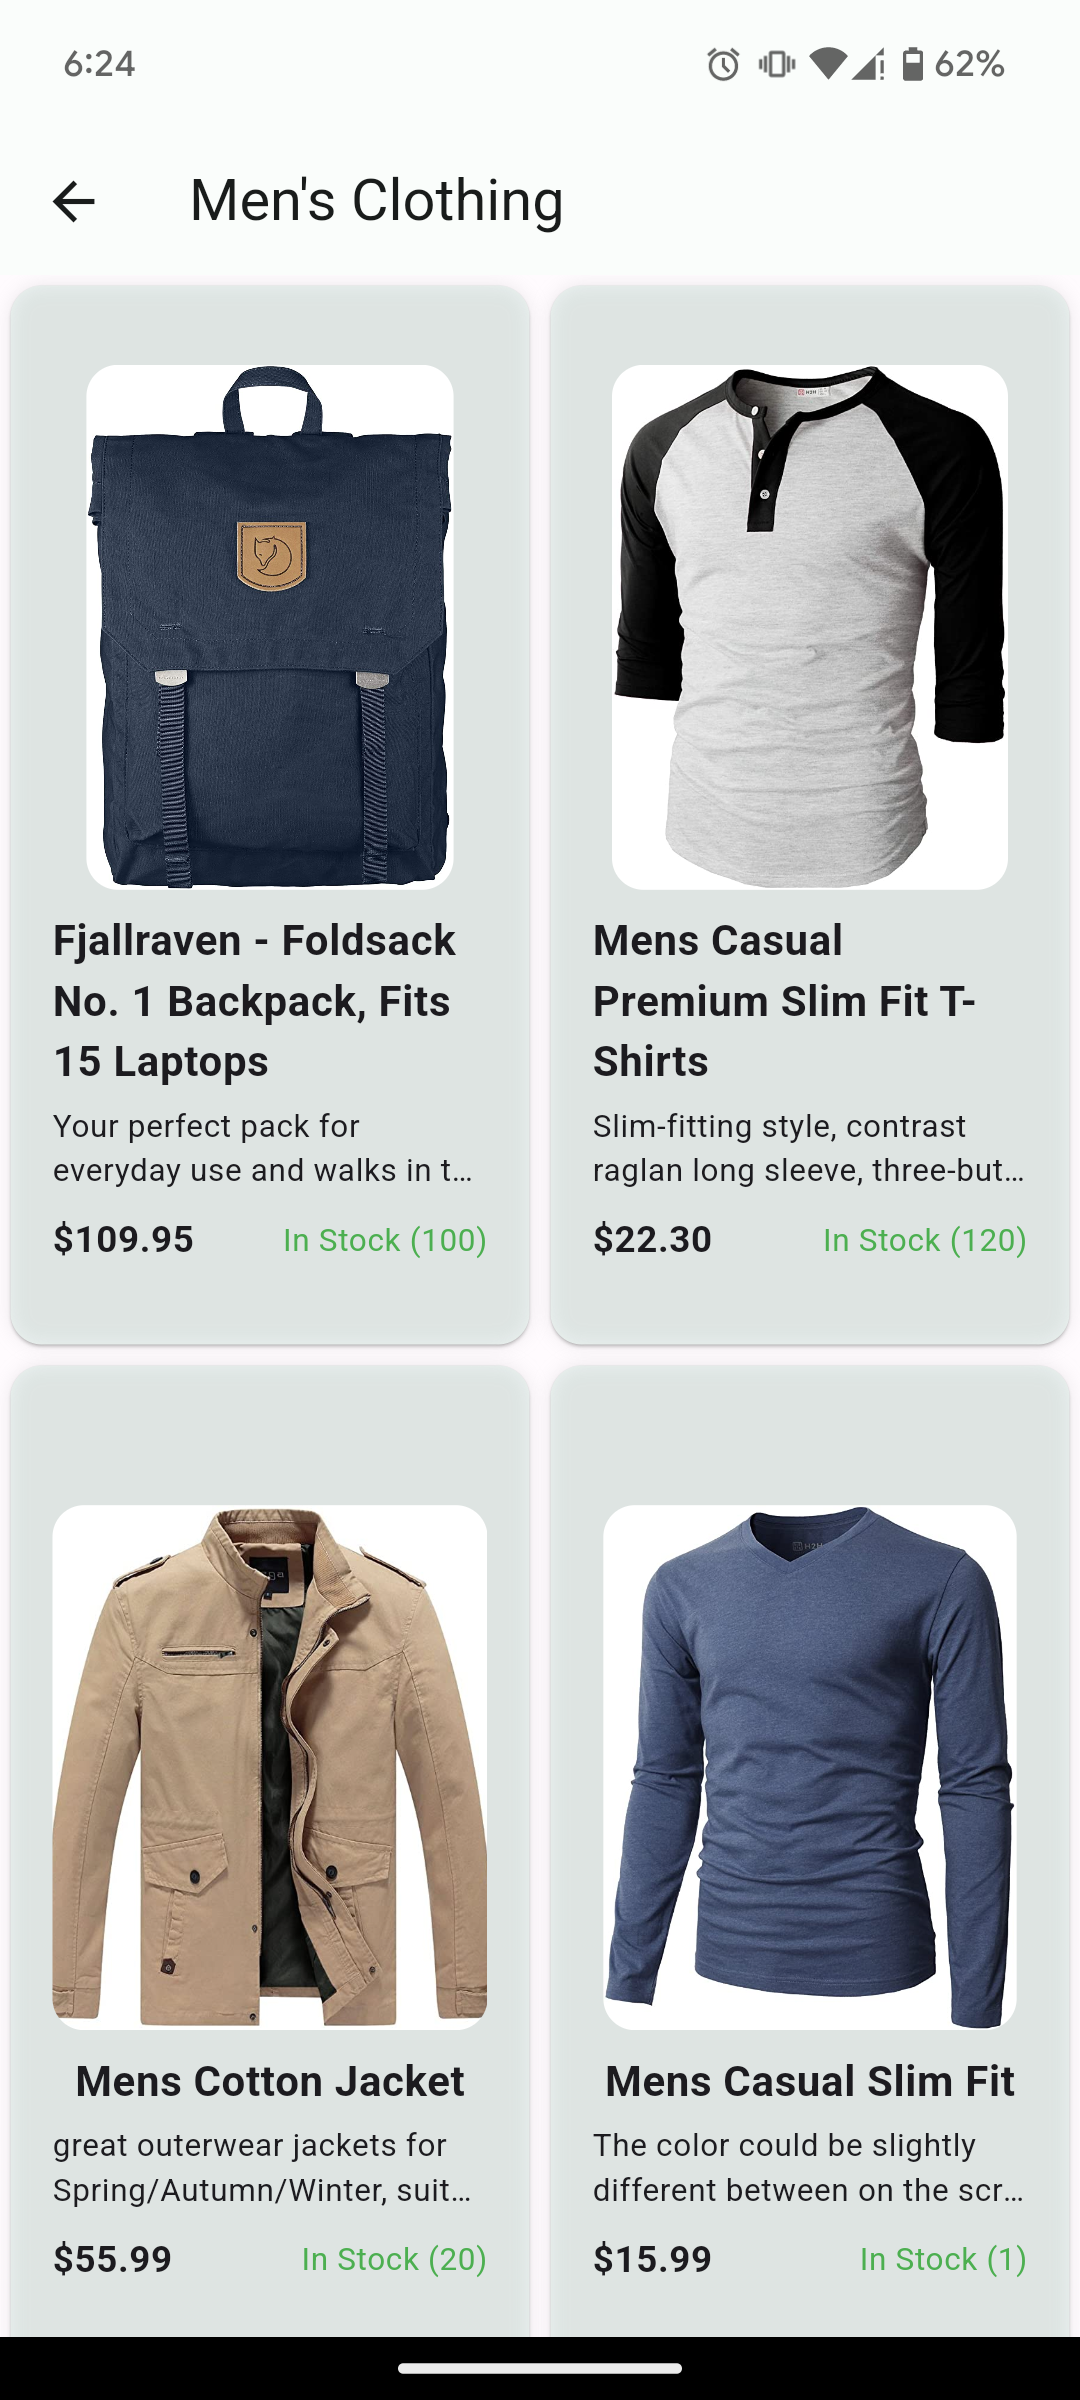 6:24
62%
Men's Clothing
Fjallraven - Foldsack
No. 1 Backpack, Fits
15 Laptops
Your perfect pack for
everyday use and walks in t...
$109.95
In Stock (100)
H2H
Mens Casual
Premium Slim Fit T-
Shirts
Slim-fitting style, contrast
raglan long sleeve, three-but...
$22.30
In Stock (120)
Mens Cotton Jacket
great outerwear jackets for
Spring/Autumn/Winter, suit...
$55.99
In Stock (20)
H2H
Mens Casual Slim Fit
The color could be slightly
different between on the scr...
$15.99
In Stock (1)